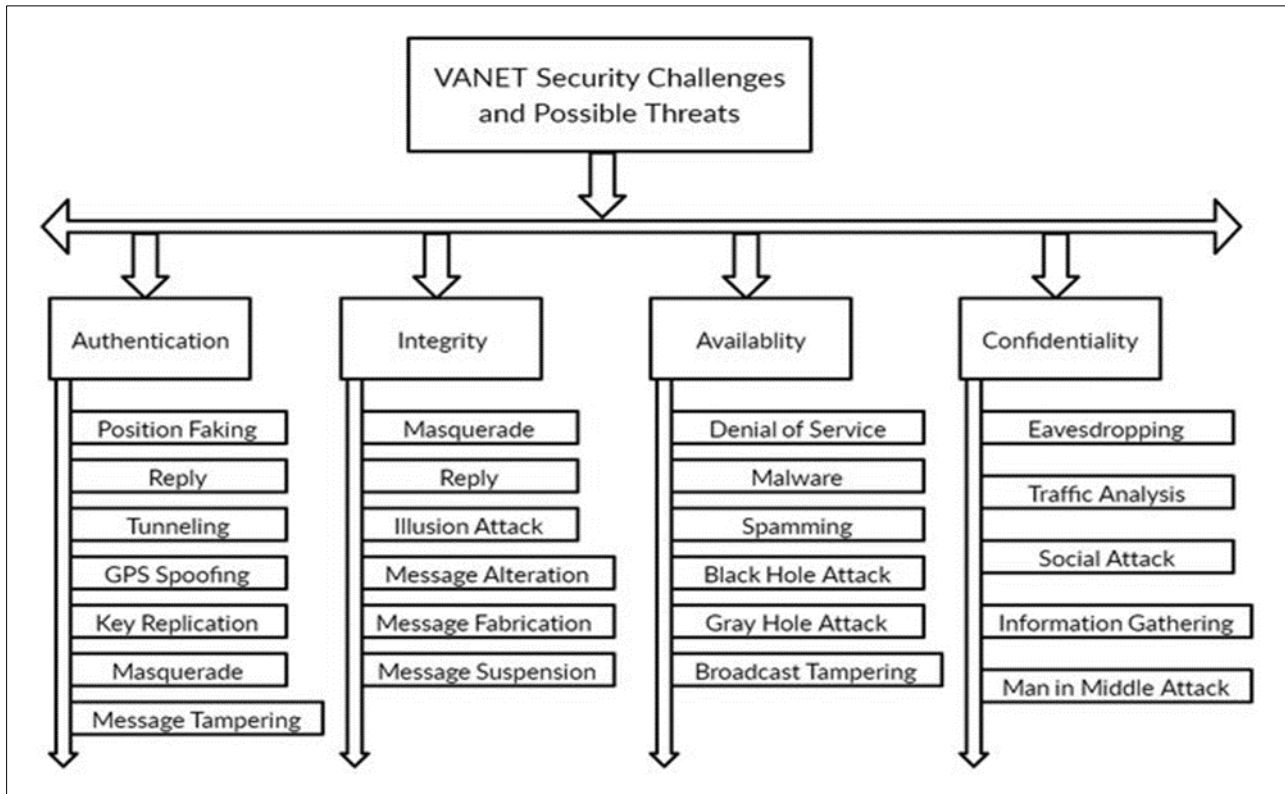 VANET Security Challenges
and Possible Threats
Authentication
Position Faking
Reply
Tunneling
GPS Spoofing
Key Replication
Masquerade
Message Tampering
Integrity
Masquerade
Reply
Illusion Attack
Message Alteration
Message Fabrication
Message Suspension
Availablity
Denial of Service
Malware
Spamming
Black Hole Attack
Gray Hole Attack
Broadcast Tampering
Confidentiality
Eavesdropping
Traffic Analysis
Social Attack
Information Gathering
Man in Middle Attack